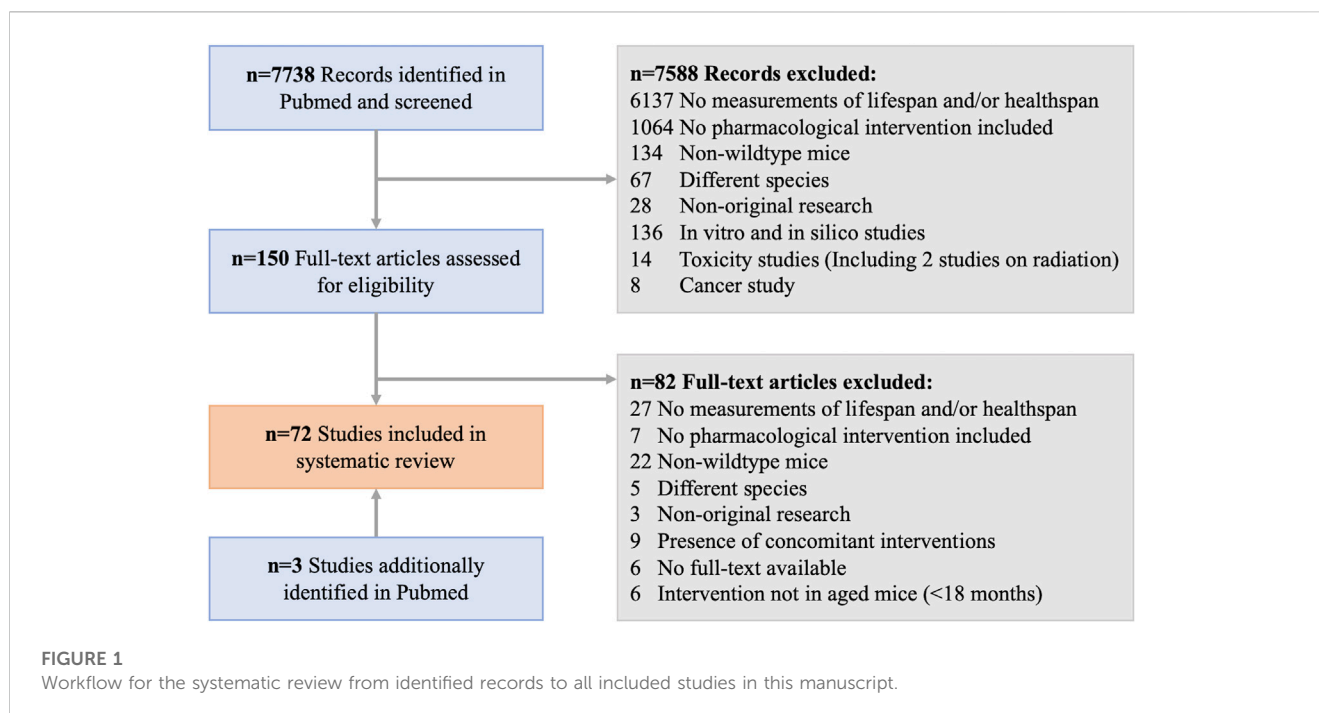 n=7738 Records identified in
Pubmed and screened
n=7588 Records excluded:
6137 No measurements of lifespan and/or healthspan
1064 No pharmacological intervention included
134 Non-wildtype mice
67 Different species
28 Non-original research
136 In vitro and in silico studies
14 Toxicity studies (Including 2 studies on radiation)
8 Cancer study
n=150 Full-text articles assessed
for eligibility
n=82 Full-text articles excluded:
27 No measurements of lifespan and/or healthspan
7 No pharmacological intervention included
22 Non-wildtype mice
5 Different species
3 Non-original research
9 Presence of concomitant interventions
6 No full-text available
6 Intervention not in aged mice (<18 months)
n=72 Studies included in
systematic review
n=3 Studies additionally
identified in Pubmed
FIGURE 1
Workflow for the systematic review from identified records to all included studies in this manuscript.